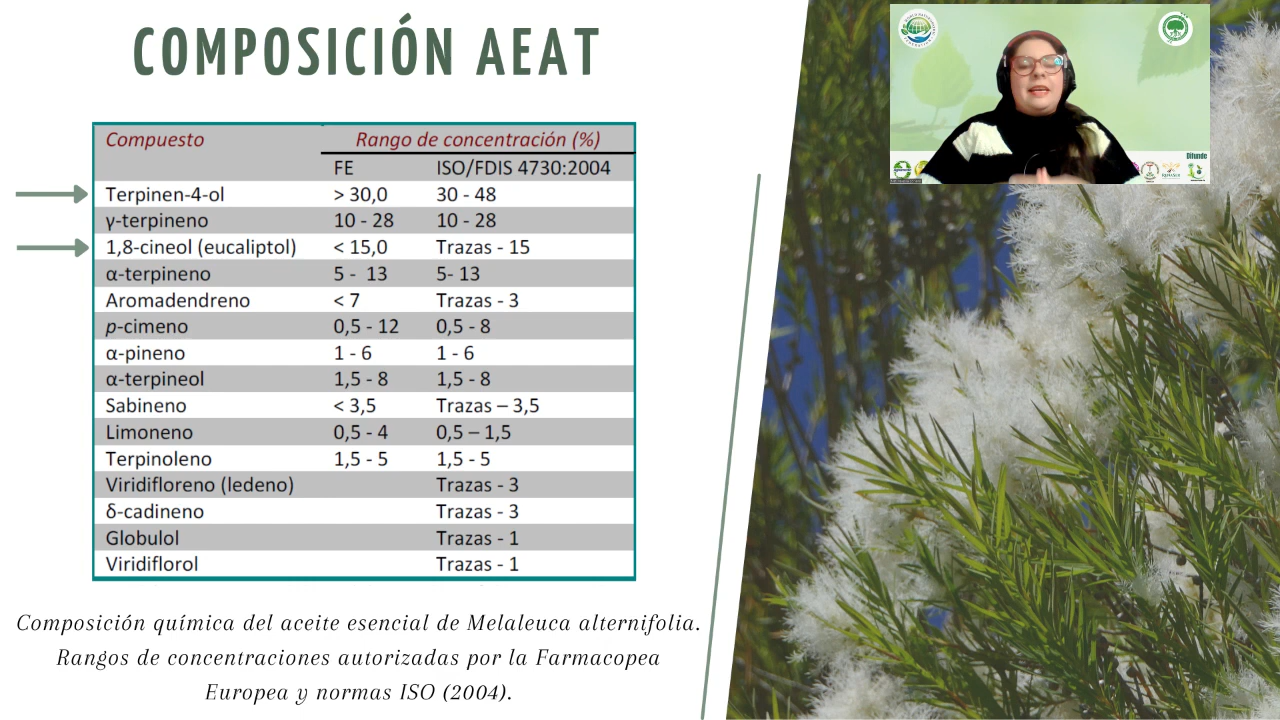 COMPOSICIÓN AEAT
Compuesto Rango de concentración (%)
FE ISO/FDIS 4730:2004
Terpinen-4-ol > 30,0 30 - 48
γ-terpineno 10 - 28 10 - 28
1,8-cineol (eucaliptol) < 15,0 Trazas - 15
α-terpineno 5 - 13 5- 13
Aromadendreno < 7 Trazas - 3
p-cimeno 0,5 - 12 0,5 - 8
α-pineno 1 - 6 1 - 6
α-terpineol 1,5 - 8 1,5 - 8
Sabineno < 3,5 Trazas – 3,5
Limoneno 0,5 - 4 0,5 – 1,5
Terpinoleno 1,5 - 5 1,5 - 5
Viridifloreno (ledeno) Trazas - 3
δ-cadineno Trazas - 3
Globulol Trazas - 1
Viridiflorol Trazas - 1
Composición química del aceite esencial de Melaleuca alternifolia.
Rangos de concentraciones autorizadas por la Farmacopea
Europea y normas ISO (2004).
Difunde